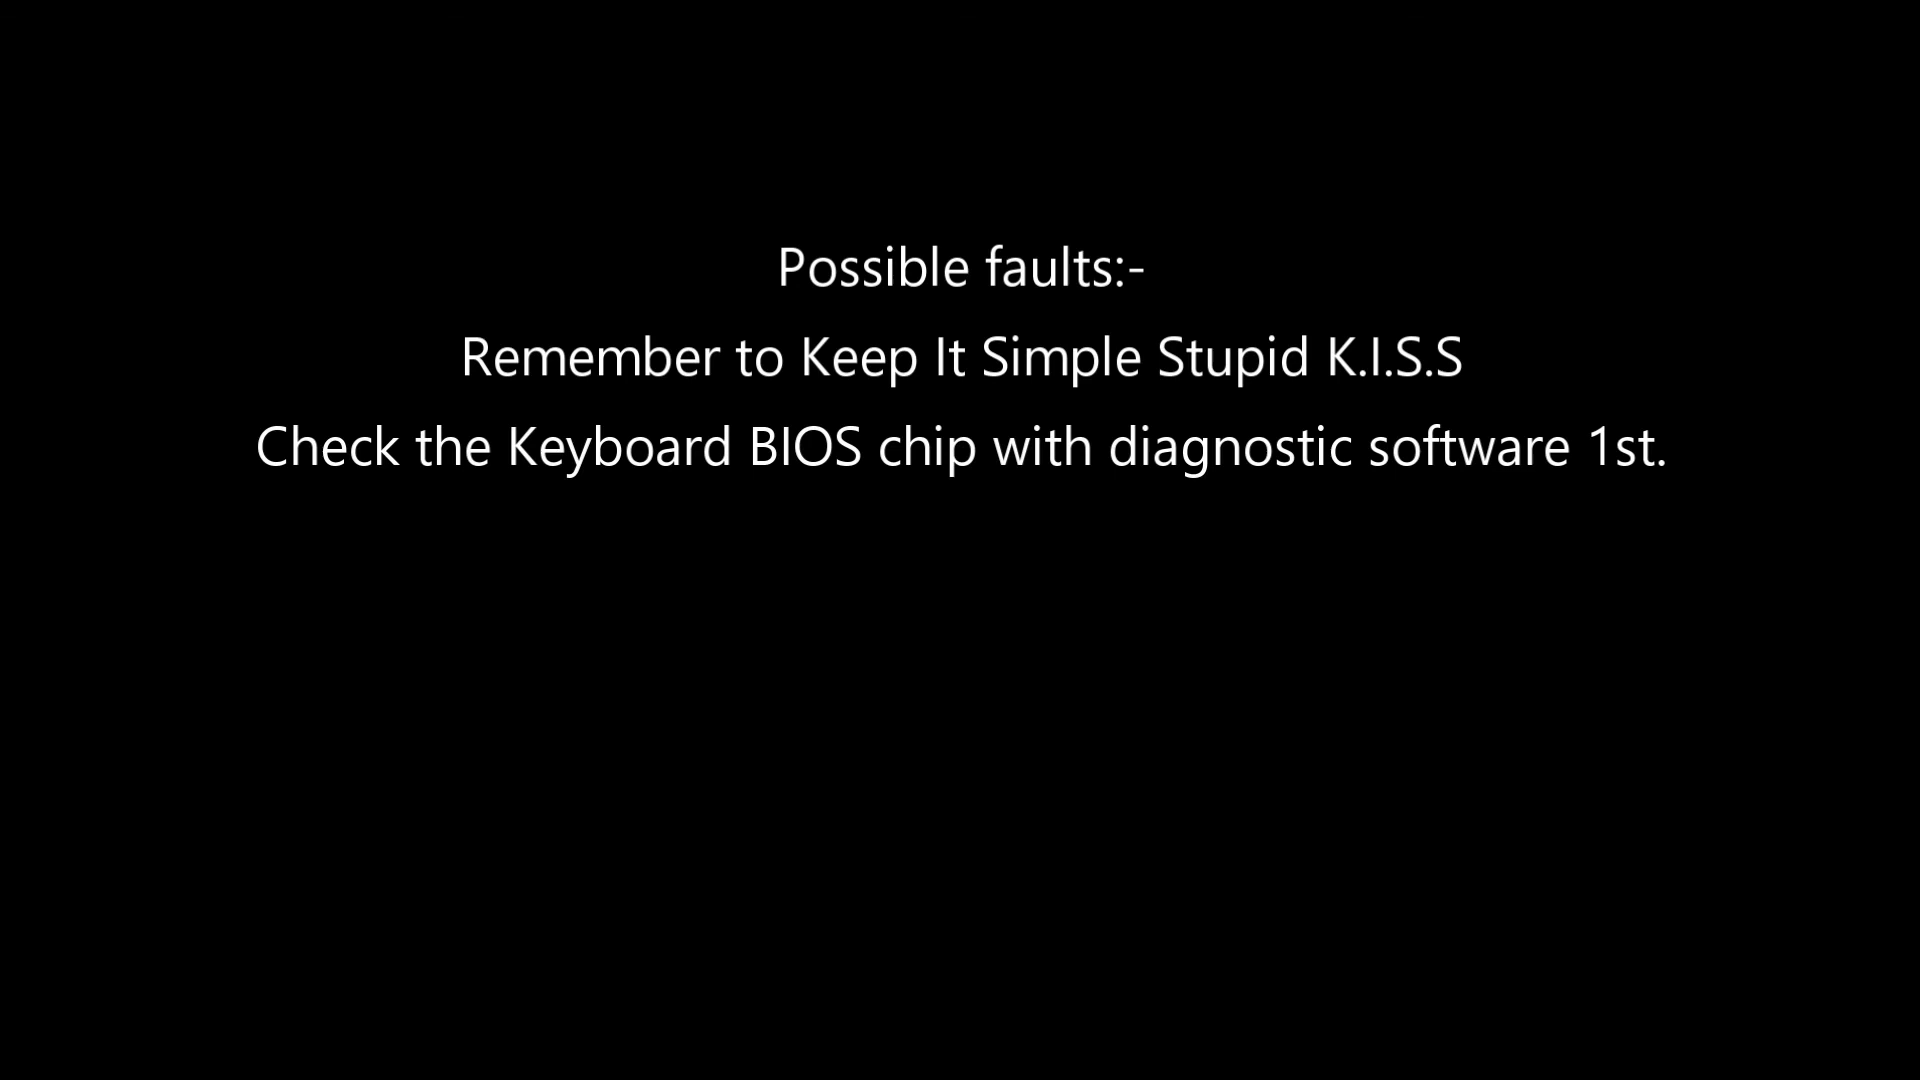 Possible faults:-
Remember to Keep It Simple Stupid K.I.S.S
Check the Keyboard BIOS chip with diagnostic software 1st.